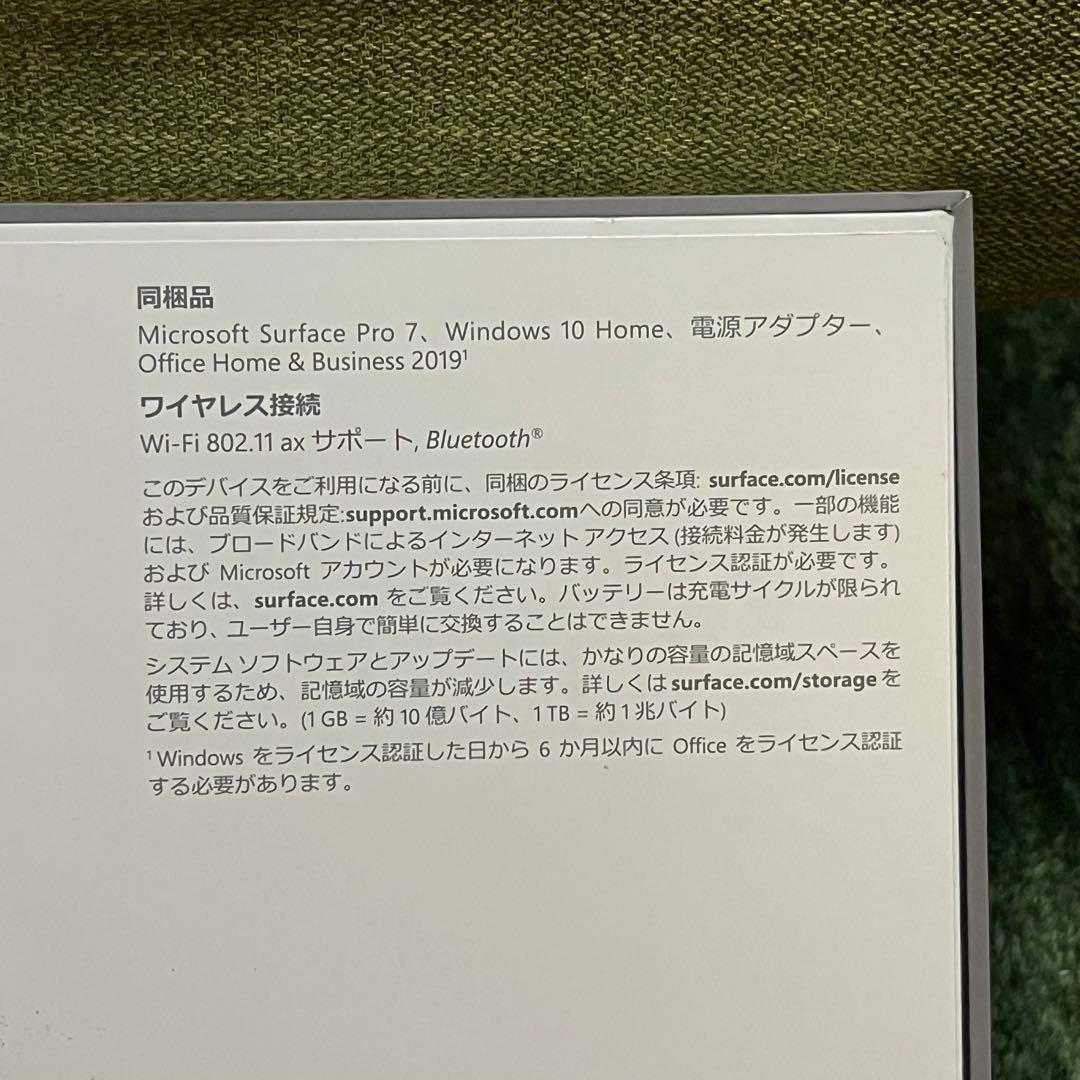 同梱品
Microsoft Surface Pro 7、Windows 10 Home、電源アダプター、
Office Home & Business 2019¹
ワイヤレス接続
Wi-Fi 802.11 ax サポート, Bluetooth®
このデバイスをご利用になる前に、同梱のライセンス条項: surface.com/license
および品質保証規定:support.microsoft.comへの同意が必要です。一部の機能
には、ブロードバンドによるインターネット アクセス (接続料金が発生します)
および Microsoft アカウントが必要になります。ライセンス認証が必要です。
詳しくは、surface.com をご覧ください。バッテリーは充電サイクルが限られ
ており、ユーザー自身で簡単に交換することはできません。
システム ソフトウェアとアップデートには、かなりの容量の記憶域スペースを
使用するため、記憶域の容量が減少します。詳しくは surface.com/storage を
ご覧ください。(1 GB = 約 10 億バイト、1 TB = 約 1 兆バイト)
¹ Windows をライセンス認証した日から 6 か月以内に Office をライセンス認証
する必要があります。